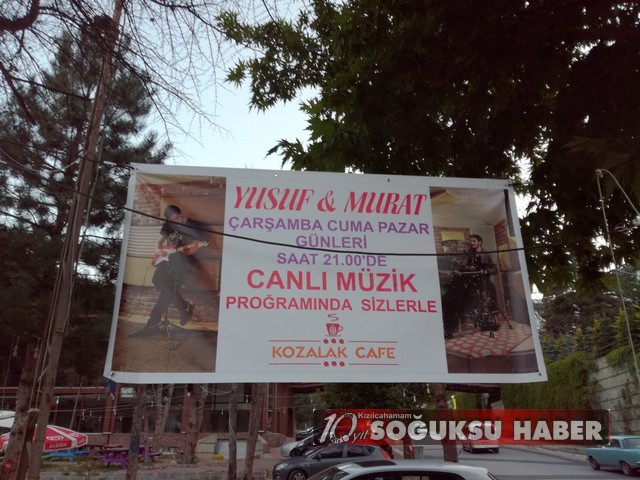 YUSUF & MURAT
ÇARŞAMBA CUMA PAZAR
GÜNLERİ
SAAT 21.00'DE
CANLI MÜZİK
PROĞRAMINDA SİZLERLE
KOZALAK CAFE
10. yıl Kızılcahamam
SOĞUKSU HABER